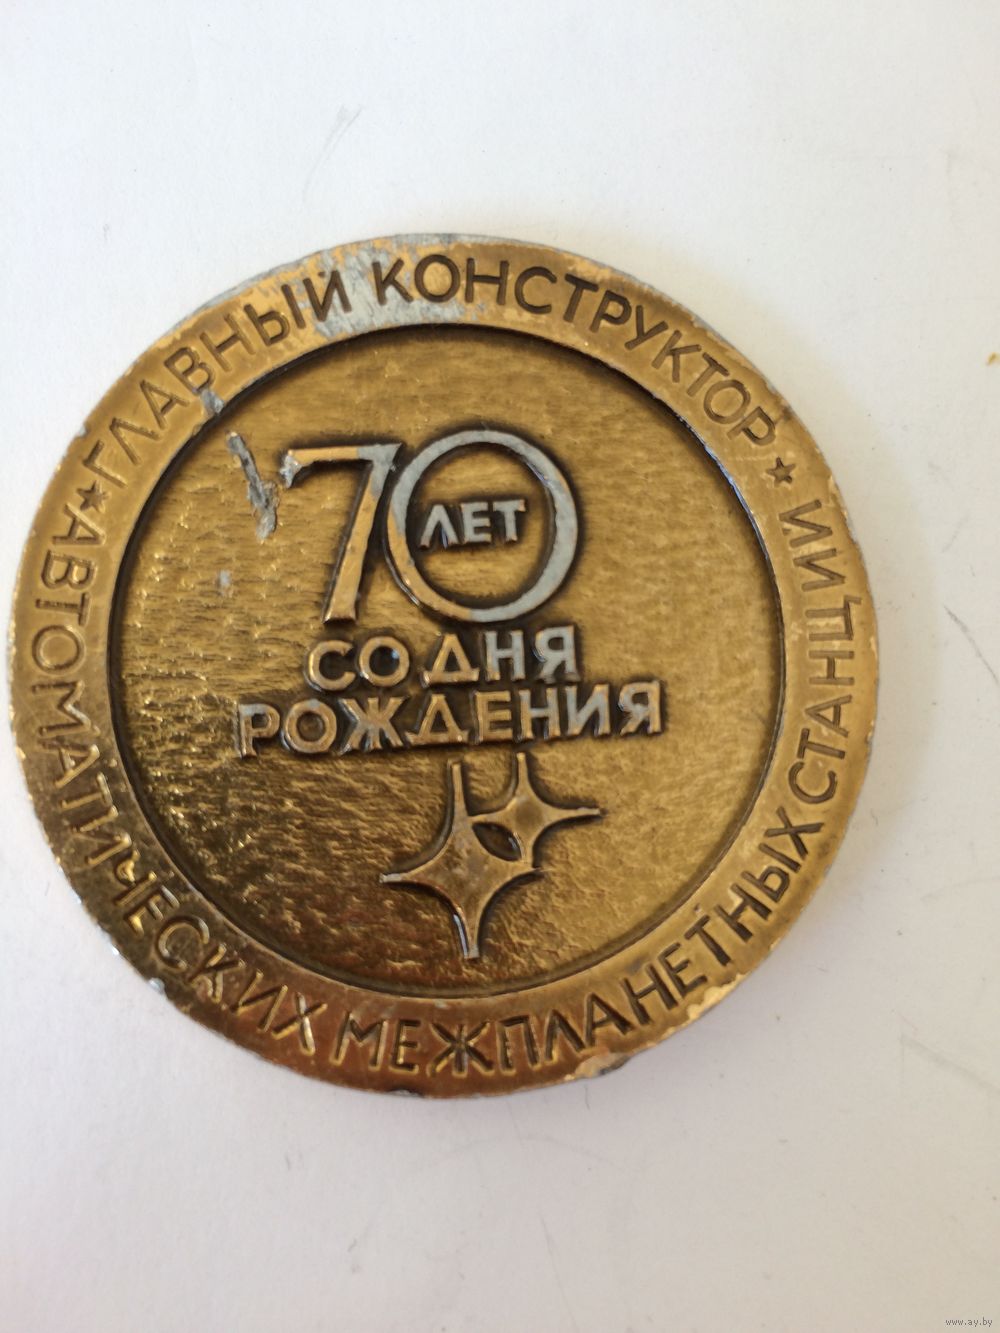 ГЛАВНЫЙ КОНСТРУКТОР
АВТОМАТИЧЕСКИХ МЕЖПЛАНЕТНЫХ СТАНЦИЙ
70
ЛЕТ
СО ДНЯ
РОЖДЕНИЯ
www.ay.by